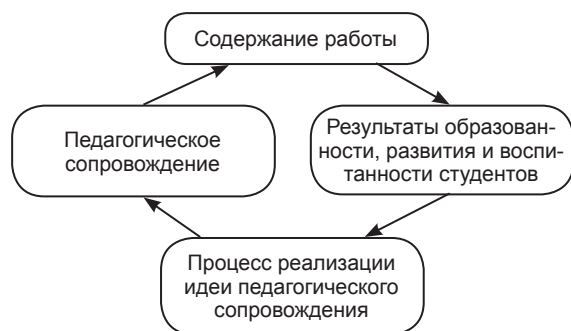 Содержание работы
Педагогическое
сопровождение
Результаты образован-
ности, развития и воспи-
танности студентов
Процесс реализации
идеи педагогического
сопровождения